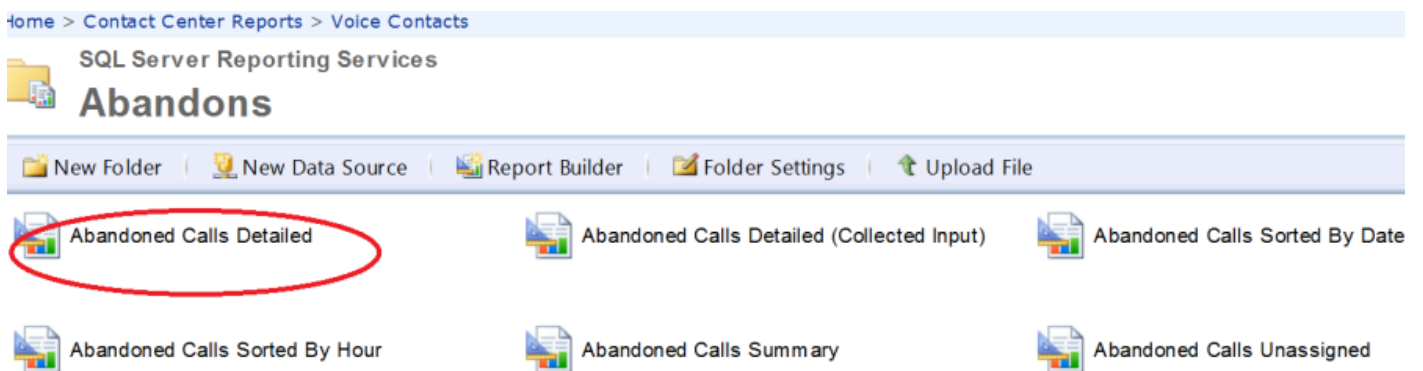 Home > Contact Center Reports > Voice Contacts
SQL Server Reporting Services
Abandons
New Folder | New Data Source | Report Builder | Folder Settings | Upload File
Abandoned Calls Detailed Abandoned Calls Detailed (Collected Input) Abandoned Calls Sorted By Date
Abandoned Calls Sorted By Hour Abandoned Calls Summary Abandoned Calls Unassigned